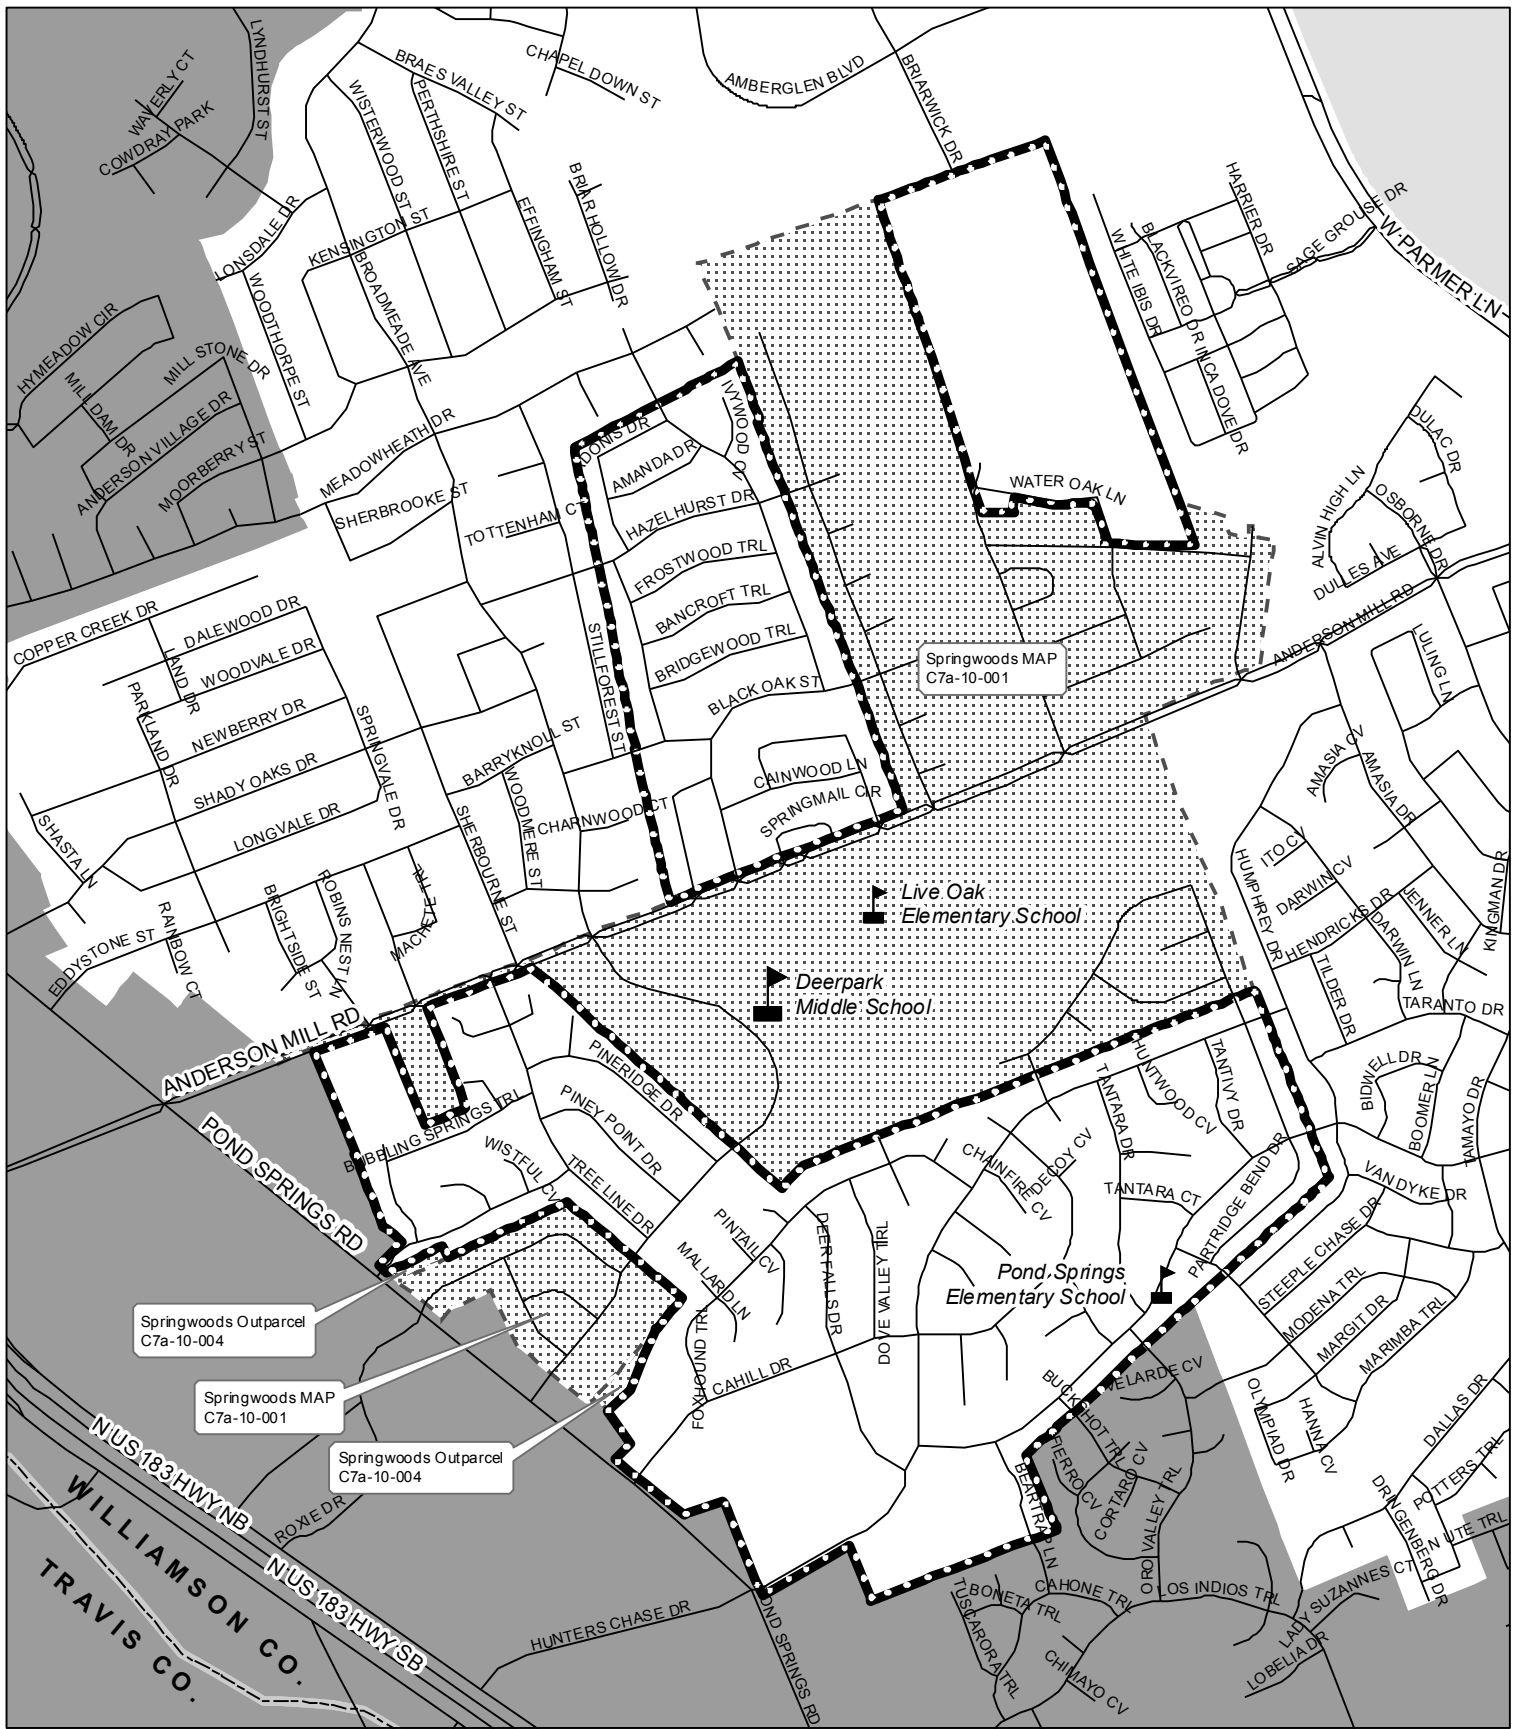 LYNDHURST ST
WAVERLY CT
COWDRAY PARK
BRAES VALLEY ST
CHAPEL DOWN ST
AMBERGLEN BLVD
BRIARWICK DR
WISTERWOOD ST
PERTHSHIRE ST
EFFINGHAM ST
BRIAR HOLLOW DR
HARRIER DR
SAGE GROUSE DR
W PARMER LN
LONSDALE DR
KENSINGTON ST
BROADMEADE AVE
WOODTHORPE ST
BLACKVIREO DR
WHITE IBIS DR
INCA DOVE DR
HYMEADOW CIR
MILL STONE DR
MILL DAM DR
ANDERSON VILLAGE DR
MOORBERRY ST
MEADOWHEATH DR
SHERBROOKE ST
TOTTENHAM CT
DONIS DR
IVYWOOD CV
AMANDA DR
HAZELHURST DR
FROSTWOOD TRL
BANCROFT TRL
BRIDGEWOOD TRL
BLACK OAK ST
WATER OAK LN
DULAC DR
ALVIN HIGH LN
OSBORNE DR
DULLES AVE
ANDERSON MILL RD
LULING LN
COPPER CREEK DR
DALEWOOD DR
LAND DR
WOODVALE DR
PARKLAND DR
NEWBERRY DR
SPRINGVALE DR
SHADY OAKS DR
LONGVALE DR
SHASTA LN
STILLFOREST ST
BARRYKNOLL ST
WOODMERE ST
CHARNWOOD CT
SHERBOURNE ST
CAINWOOD LN
SPRINGMAIL CIR
Springwoods MAP
C7a-10-001
AMASIA CV
AMASIA DR
ITO CV
HUMPHREY DR
DARWIN CV
HENDRICKS DR
DARWIN LN
JENNER LN
KINGMAN DR
TILDER DR
TARANTO DR
EDDYSTONE ST
RAINBOW CT
BRIGHTSIDE ST
ROBINS NEST LN
MACHETE TRL
Live Oak
Elementary School
Deerpark
Middle School
ANDERSON MILL RD
POND SPRINGS RD
BUBBLING SPRINGS TRL
PINERIDGE DR
PINEY POINT DR
WISTFUL CV
TREE LINE DR
BIDWELL DR
BOOMER LN
TAMAYO DR
HUNTWOOD CV
TANTIVY DR
TANTARA DR
TANTARA CT
CHAINFIRE CV
DECOY CV
PARTRIDGE BEND DR
VAN DYKE DR
STEEPLE CHASE DR
MODENA TRL
MARGIT DR
MARIMBA TRL
PINTAIL CV
MALLARD LN
DEER FALLS DR
DOVE VALLEY TRL
Pond Springs
Elementary School
FOXHOUND TRL
CAHILL DR
Springwoods Outparcel
C7a-10-004
Springwoods MAP
C7a-10-001
Springwoods Outparcel
C7a-10-004
VELARDE CV
BUCKSHOT TRL
FIERRO CV
CORTARO CV
ORO VALLEY TRL
BEARTRAP LN
OLYMPIAD DR
HANNA CV
DALLAS DR
POTTERS TRL
DRINGENBERG DR
N UTE TRL
N US 183 HWY NB
N US 183 HWY SB
ROXIE DR
WILLIAMSON CO.
TRAVIS CO.
HUNTERS CHASE DR
POND SPRINGS RD
TUSCARORA TRL
BONETA TRL
CAHONE TRL
LOS INDIOS TRL
CHIMAYO CV
LADY SUZANNES CT
LOBELIA DR